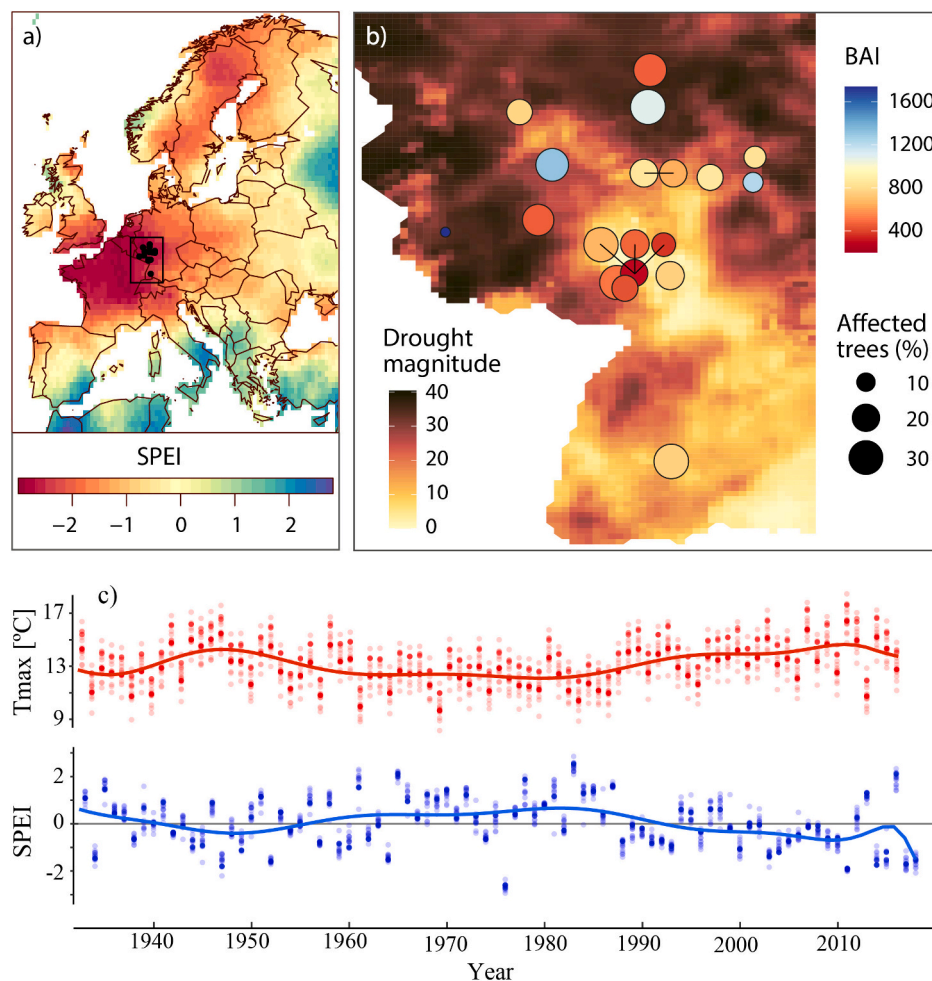 a)
SPEI
−2
−1
0
1
2
b)
Drought
magnitude
40
30
20
10
0
BAI
1600
1200
800
400
Affected
trees (%)
10
20
30
c)
Tmax [ºC]
17
13
9
SPEI
2
0
-2
1940
1950
1960
1970
1980
1990
2000
2010
Year